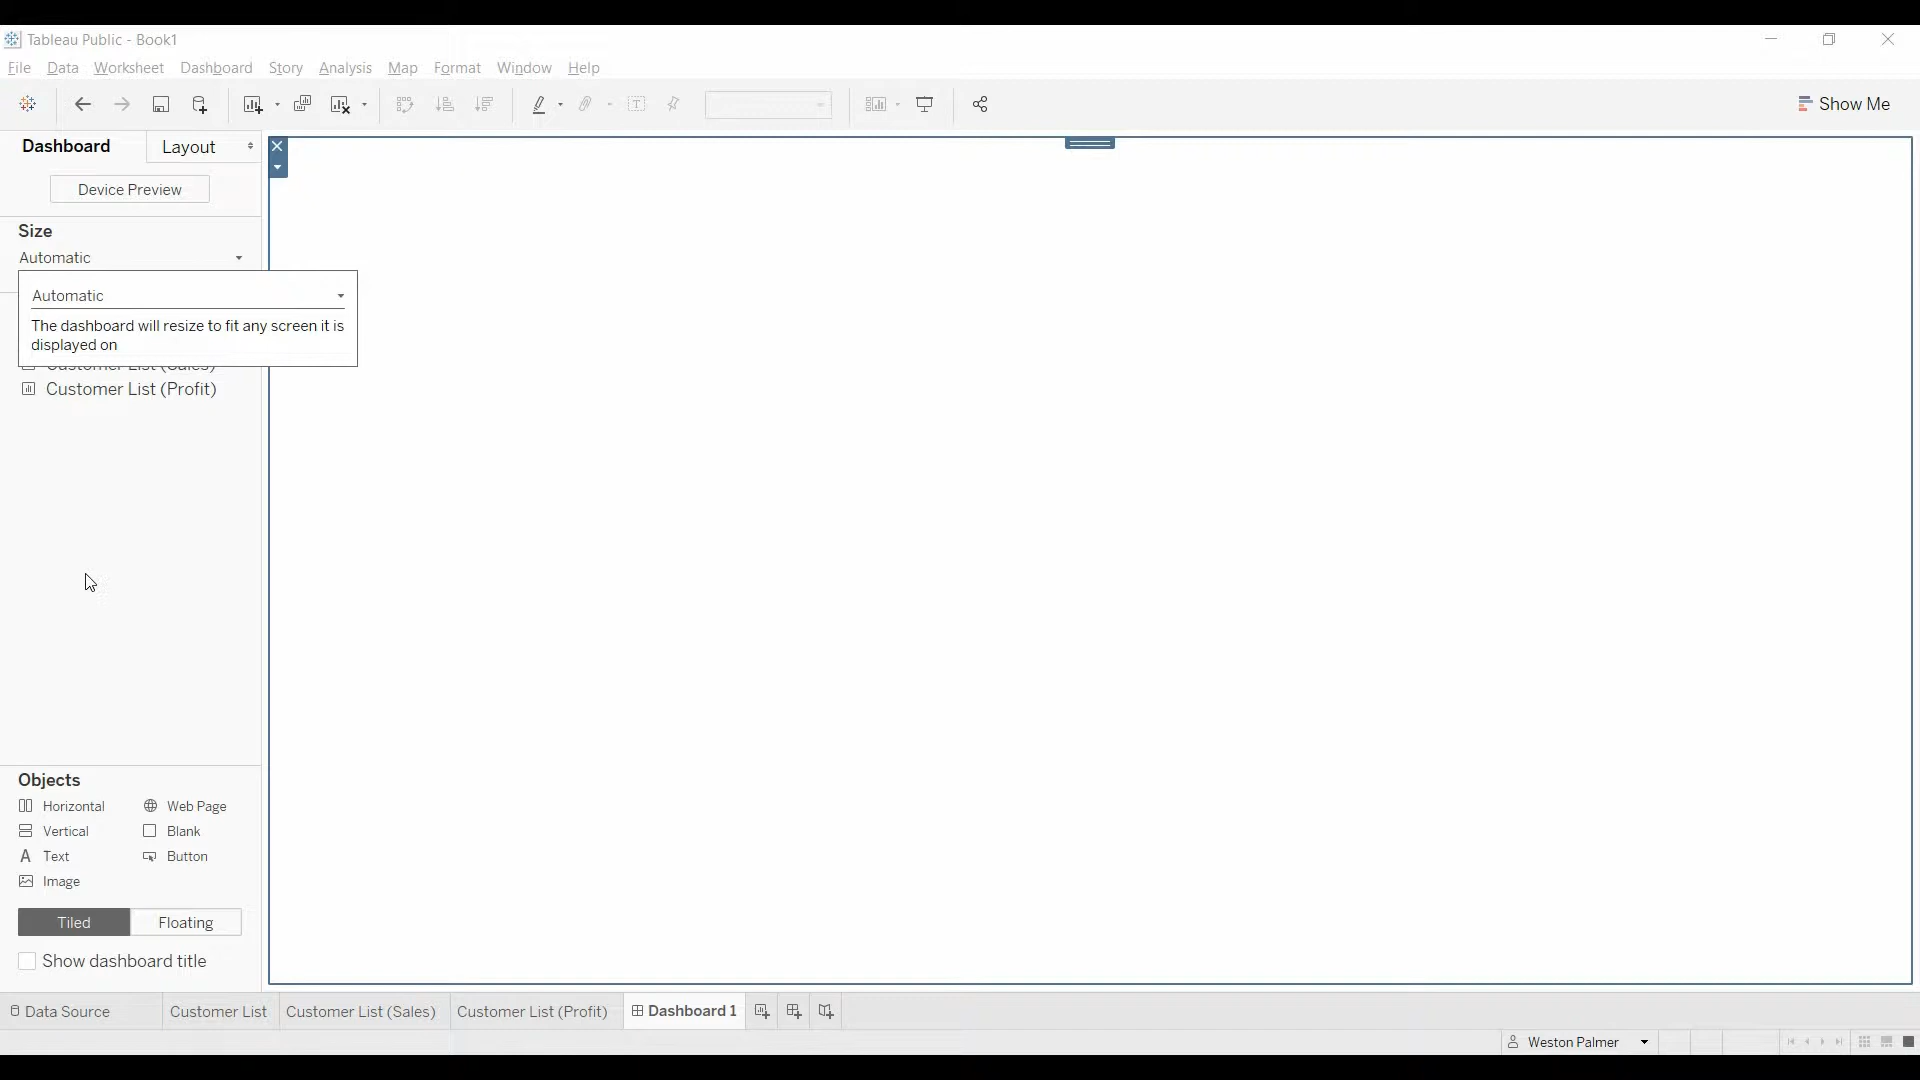 Tableau Public - Book1
File Data Worksheet Dashboard Story Analysis Map Format Window Help
T
Show Me
Dashboard Layout
Device Preview
Size
Automatic
Automatic
The dashboard will resize to fit any screen it is
displayed on
Customer List (Sales)
Customer List (Profit)
Objects
Horizontal Web Page
Vertical Blank
A Text Button
Image
Tiled Floating
Show dashboard title
Data Source Customer List Customer List (Sales) Customer List (Profit) Dashboard 1
Weston Palmer